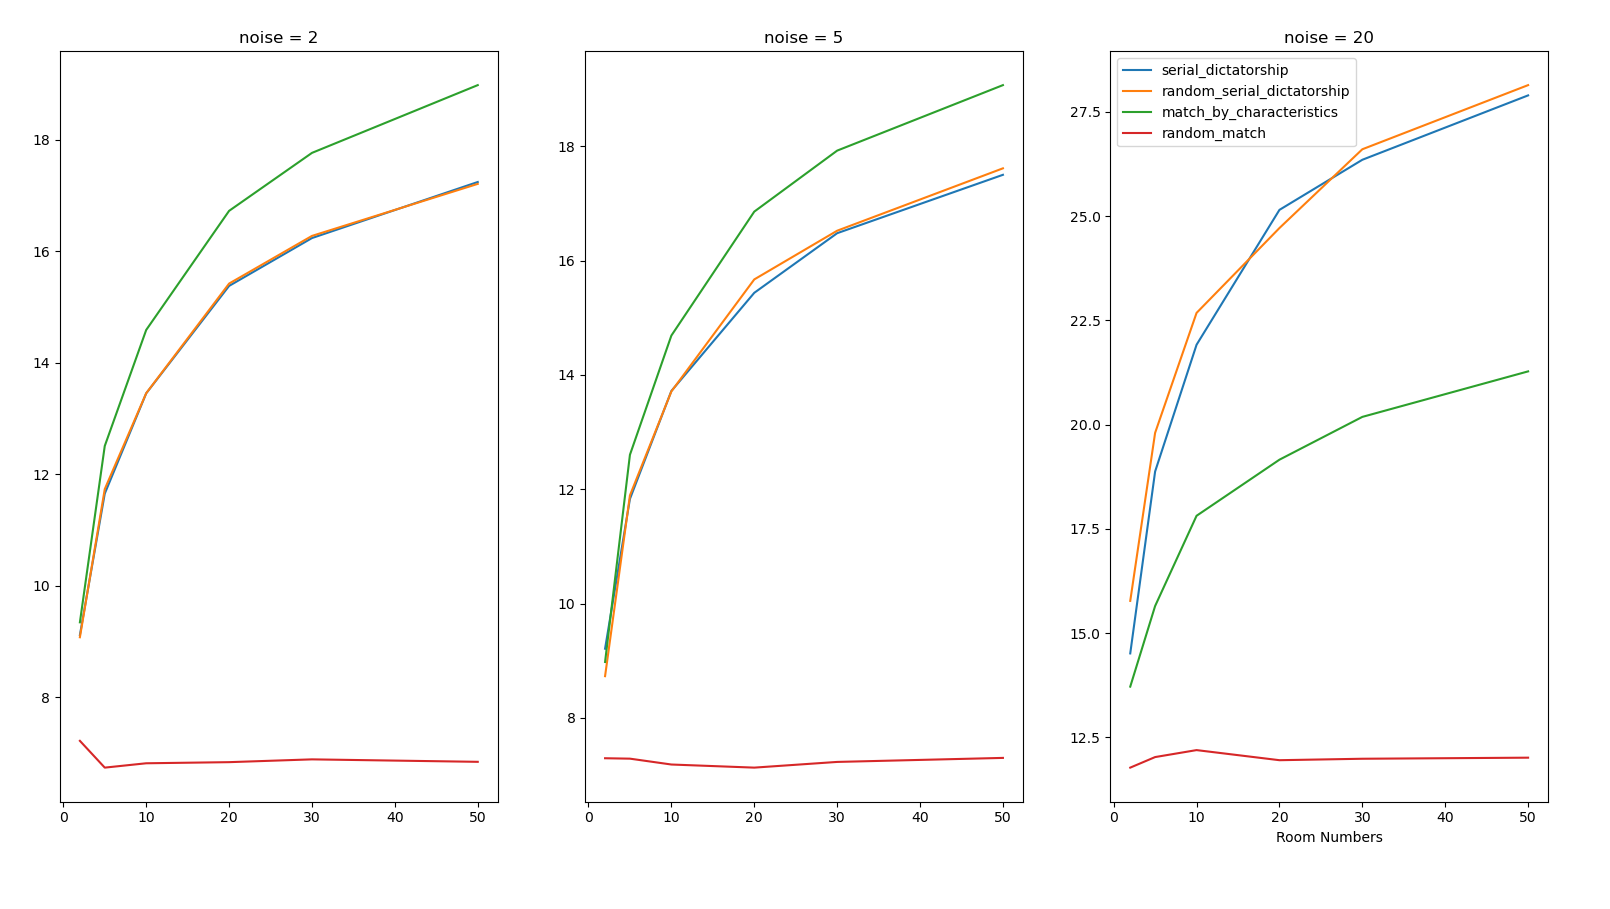 noise = 2
18
16
14
12
10
8
0 10 20 30 40 50
noise = 5
18
16
14
12
10
8
0 10 20 30 40 50
noise = 20
serial_dictatorship
random_serial_dictatorship
match_by_characteristics
random_match
27.5
25.0
22.5
20.0
17.5
15.0
12.5
0 10 20 30 40 50
Room Numbers